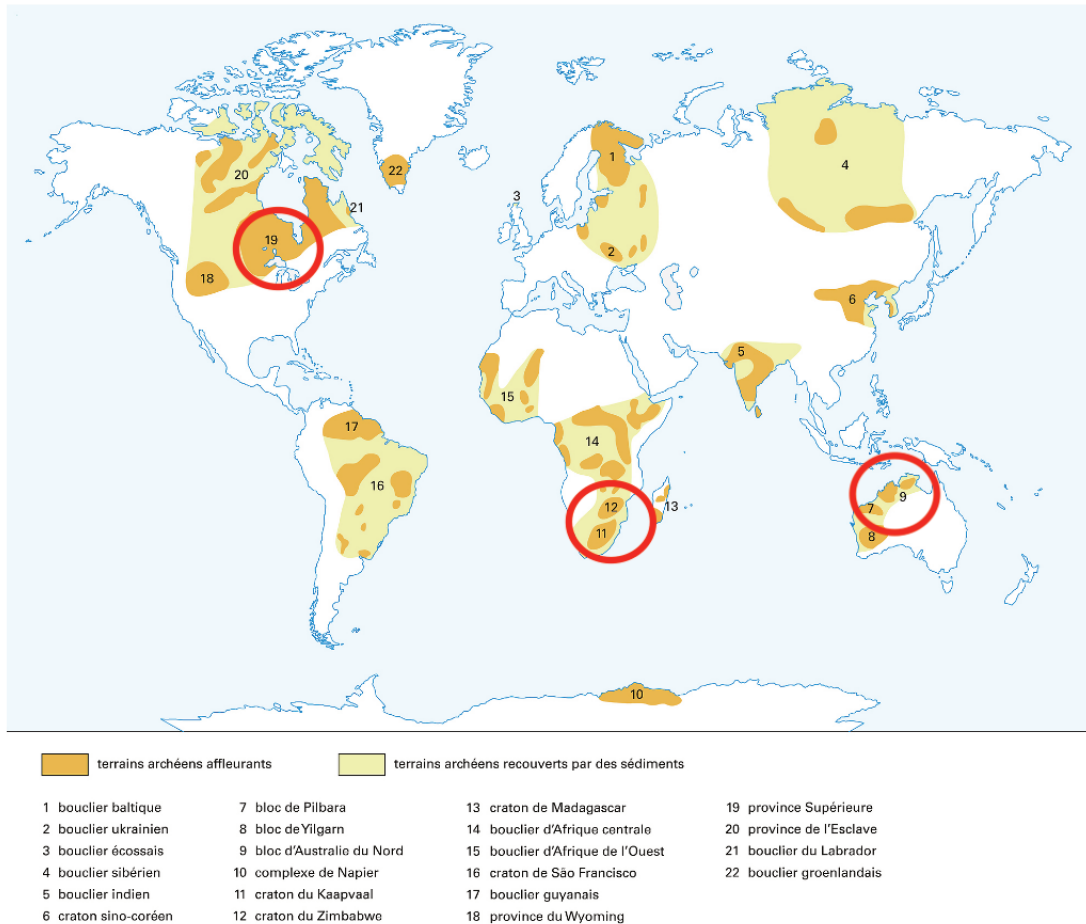 1
3
4
20
22
21
19
2
18
6
5
15
17
14
16
12
13
9
7
11
8
10
terrains archéens affleurants
terrains archéens recouverts par des sédiments
1 bouclier baltique
2 bouclier ukrainien
3 bouclier écossais
4 bouclier sibérien
5 bouclier indien
6 craton sino-coréen
7 bloc de Pilbara
8 bloc de Yilgarn
9 bloc d'Australie du Nord
10 complexe de Napier
11 craton du Kaapvaal
12 craton du Zimbabwe
13 craton de Madagascar
14 bouclier d'Afrique centrale
15 bouclier d'Afrique de l'Ouest
16 craton de São Francisco
17 bouclier guyanais
18 province du Wyoming
19 province Supérieure
20 province de l'Esclave
21 bouclier du Labrador
22 bouclier groenlandais